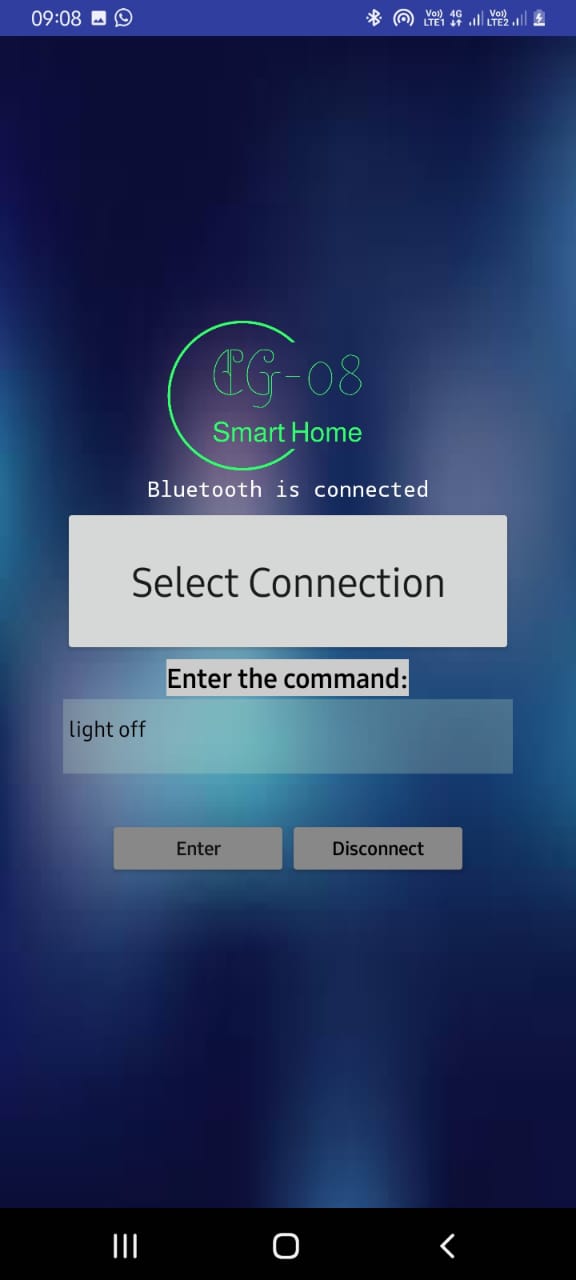 09:08 Vo) LTE1 4G Vo) LTE2
CG-08
Smart Home
Bluetooth is connected
Select Connection
Enter the command:
light off
Enter Disconnect